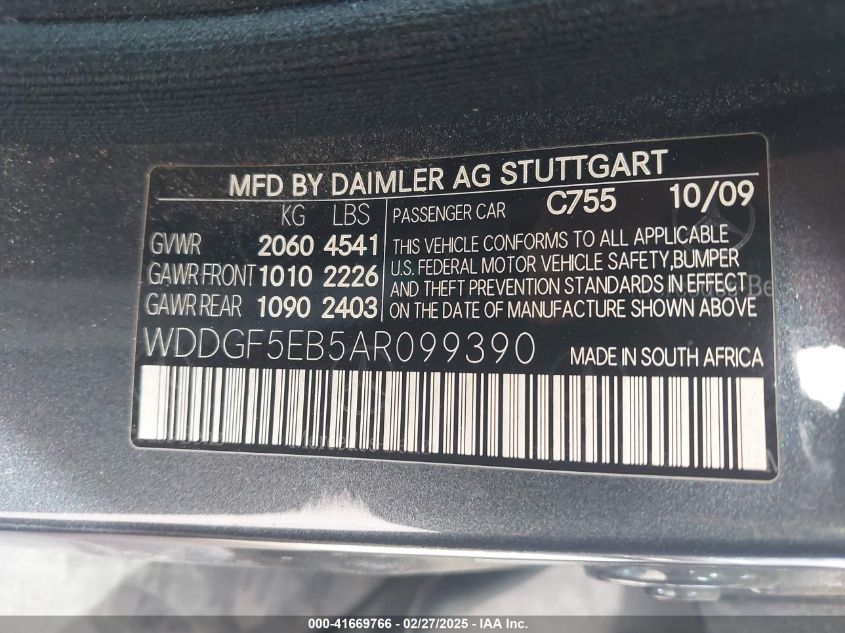 MFD BY DAIMLER AG STUTTGART
KG LBS
GVWR 2060 4541
GAWR FRONT 1010 2226
GAWR REAR 1090 2403
PASSENGER CAR C755 10/09
THIS VEHICLE CONFORMS TO ALL APPLICABLE
U.S. FEDERAL MOTOR VEHICLE SAFETY,BUMPER
AND THEFT PREVENTION STANDARDS IN EFFECT
ON THE DATE OF MANUFACTURE SHOWN ABOVE
WDDGF5EB5AR099390 MADE IN SOUTH AFRICA
000-41669766 - 02/27/2025 - IAA Inc.